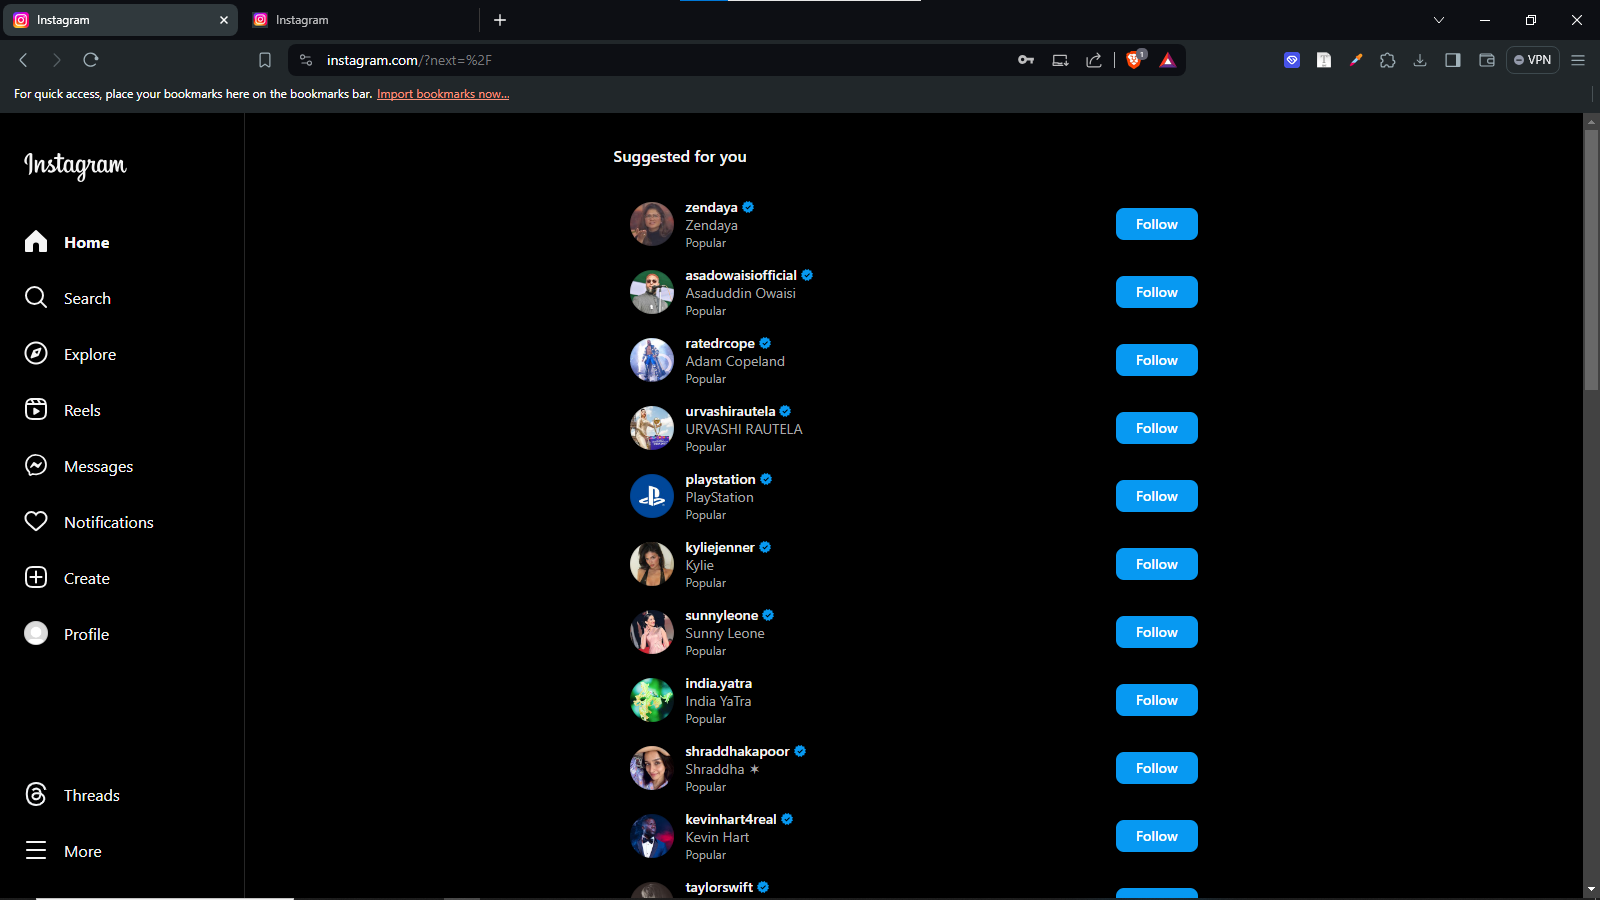 Instagram
Instagram
instagram.com/?next=%2F
1
VPN
For quick access, place your bookmarks here on the bookmarks bar. Import bookmarks now...
Instagram
Home
Search
Explore
Reels
Messages
Notifications
Create
Profile
Threads
More
Suggested for you
zendaya
Zendaya
Popular
Follow
asadowaisiofficial
Asaduddin Owaisi
Popular
Follow
ratedrcope
Adam Copeland
Popular
Follow
urvashirautela
URVASHI RAUTELA
Popular
Follow
playstation
PlayStation
Popular
Follow
kyliejenner
Kylie
Popular
Follow
sunnyleone
Sunny Leone
Popular
Follow
india.yatra
India YaTra
Popular
Follow
shraddhakapoor
Shraddha ✶
Popular
Follow
kevinhart4real
Kevin Hart
Popular
Follow
taylorswift